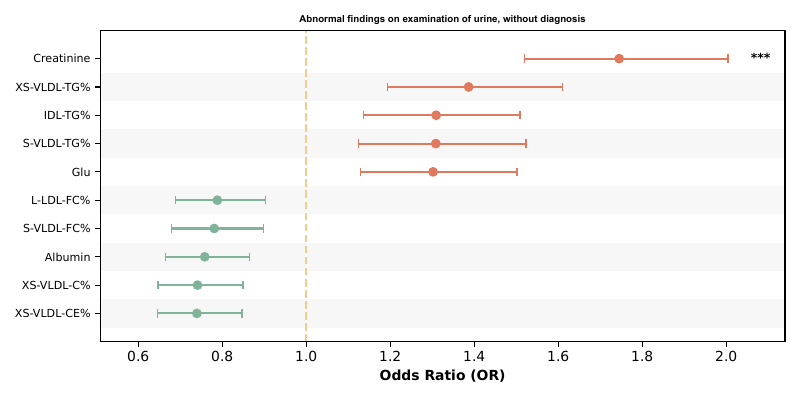 Abnormal findings on examination of urine, without diagnosis
Creatinine
***
XS-VLDL-TG%
IDL-TG%
S-VLDL-TG%
Glu
L-LDL-FC%
S-VLDL-FC%
Albumin
XS-VLDL-C%
XS-VLDL-CE%
0.6 0.8 1.0 1.2 1.4 1.6 1.8 2.0
Odds Ratio (OR)